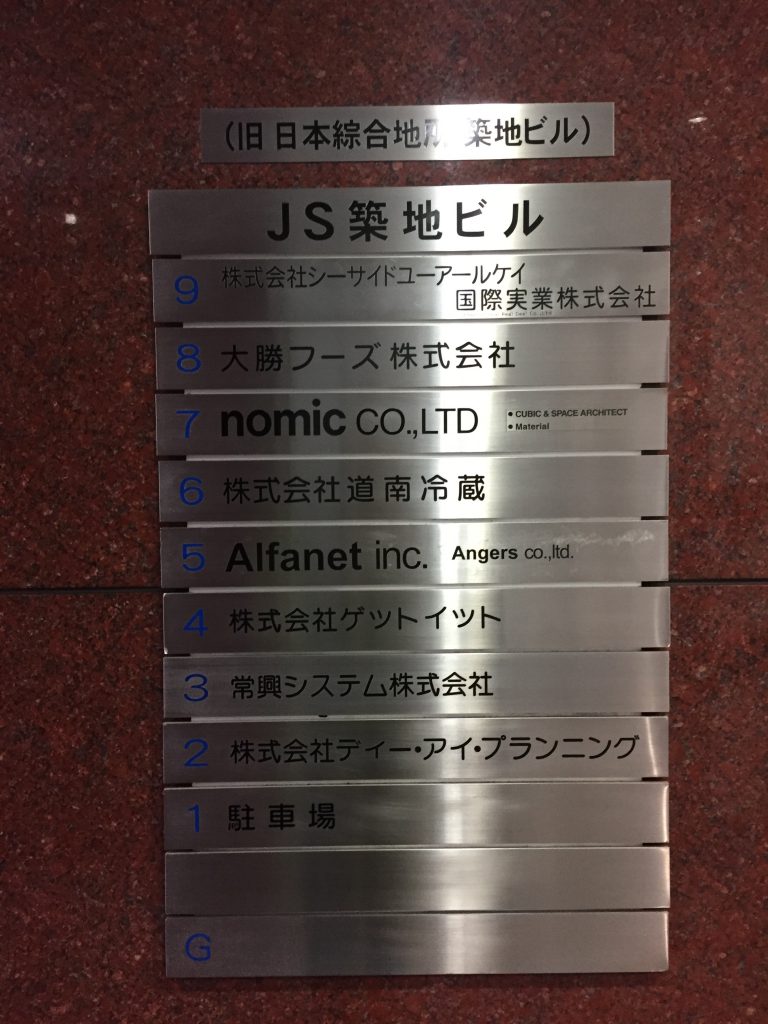 (旧 日本綜合地所 築地ビル)
JS築地ビル
9 株式会社シーサイドユーアールケイ
国際実業株式会社
8 大勝フーズ株式会社
7 nomic CO.,LTD • CUBIC & SPACE ARCHITECT
• Material
6 株式会社道南冷蔵
5 Alfanet inc. Angers co.,ltd.
4 株式会社ゲットイット
3 常興システム株式会社
2 株式会社ディー・アイ・プランニング
1 駐車場
G